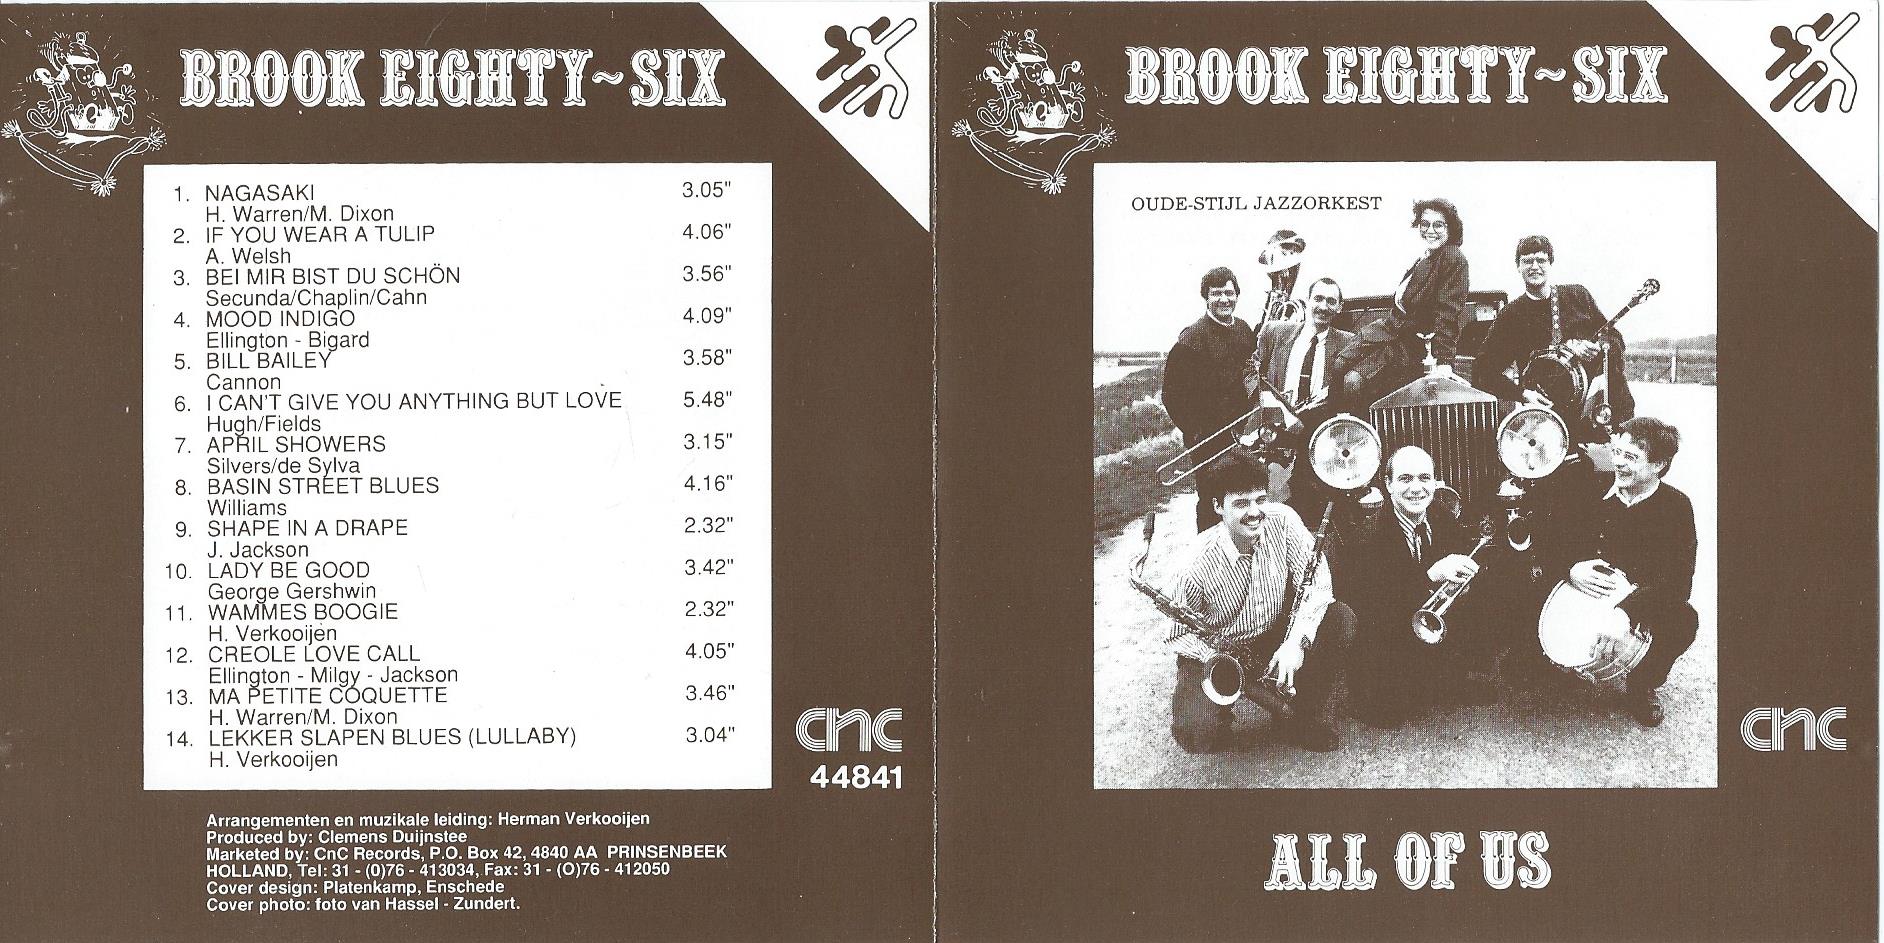 BROOK EIGHTY~SIX
1. NAGASAKI 3.05"
H. Warren/M. Dixon
2. IF YOU WEAR A TULIP 4.06"
A. Welsh
3. BEI MIR BIST DU SCHÖN 3.56"
Secunda/Chaplin/Cahn
4. MOOD INDIGO 4.09"
Ellington - Bigard
5. BILL BAILEY 3.58"
Cannon
6. I CAN'T GIVE YOU ANYTHING BUT LOVE 5.48"
Hugh/Fields
7. APRIL SHOWERS 3.15"
Silvers/de Sylva
8. BASIN STREET BLUES 4.16"
Williams
9. SHAPE IN A DRAPE 2.32"
J. Jackson
10. LADY BE GOOD 3.42"
George Gershwin
11. WAMMES BOOGIE 2.32"
H. Verkooijen
12. CREOLE LOVE CALL 4.05"
Ellington - Milgy - Jackson
13. MA PETITE COQUETTE 3.46"
H. Warren/M. Dixon
14. LEKKER SLAPEN BLUES (LULLABY) 3.04"
H. Verkooijen
cnc
44841
Arrangementen en muzikale leiding: Herman Verkooijen
Produced by: Clemens Duijnstee
Marketed by: CnC Records, P.O. Box 42, 4840 AA PRINSENBEEK
HOLLAND, Tel: 31 - (0)76 - 413034, Fax: 31 - (O)76 - 412050
Cover design: Platenkamp, Enschede
Cover photo: foto van Hassel - Zundert.
BROOK EIGHTY~SIX
OUDE-STIJL JAZZORKEST
cnc
ALL OF US